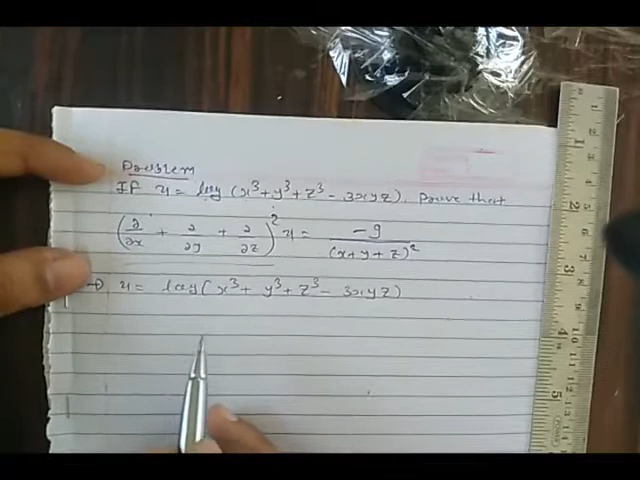 Problem
IF u = log (x³ + y³ + z³ - 3xyz). Prove that
(∂/∂x + ∂/∂y + ∂/∂z)² u = -9/(x+y+z)²
→ u = log(x³ + y³ + z³ - 3xyz)